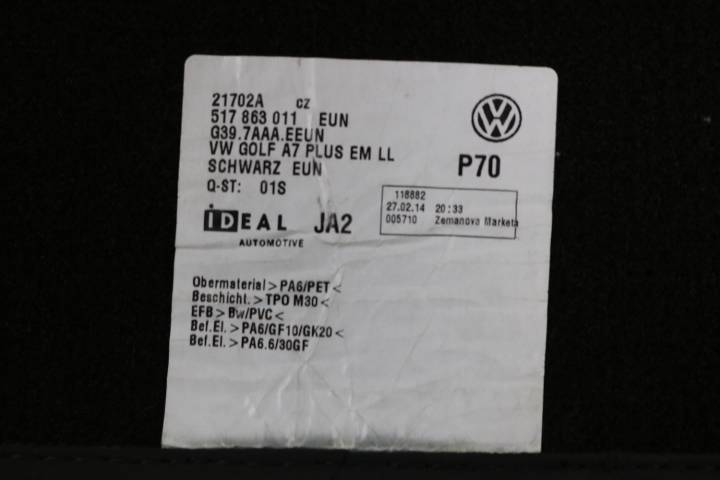 21702A CZ
517 863 011 EUN
G39.7AAA.EEUN
VW GOLF A7 PLUS EM LL
SCHWARZ EUN
Q-ST: 01S
P70
118882
27.02.14 20:33
005710 Zemanova Marketa
IDEAL JA2
AUTOMOTIVE
Obermaterial > PA6/PET <
Beschicht. > TPO M30 <
EFB > Bw/PVC <
Bef.El. > PA6/GF10/GK20 <
Bef.El. > PA6.6/30GF